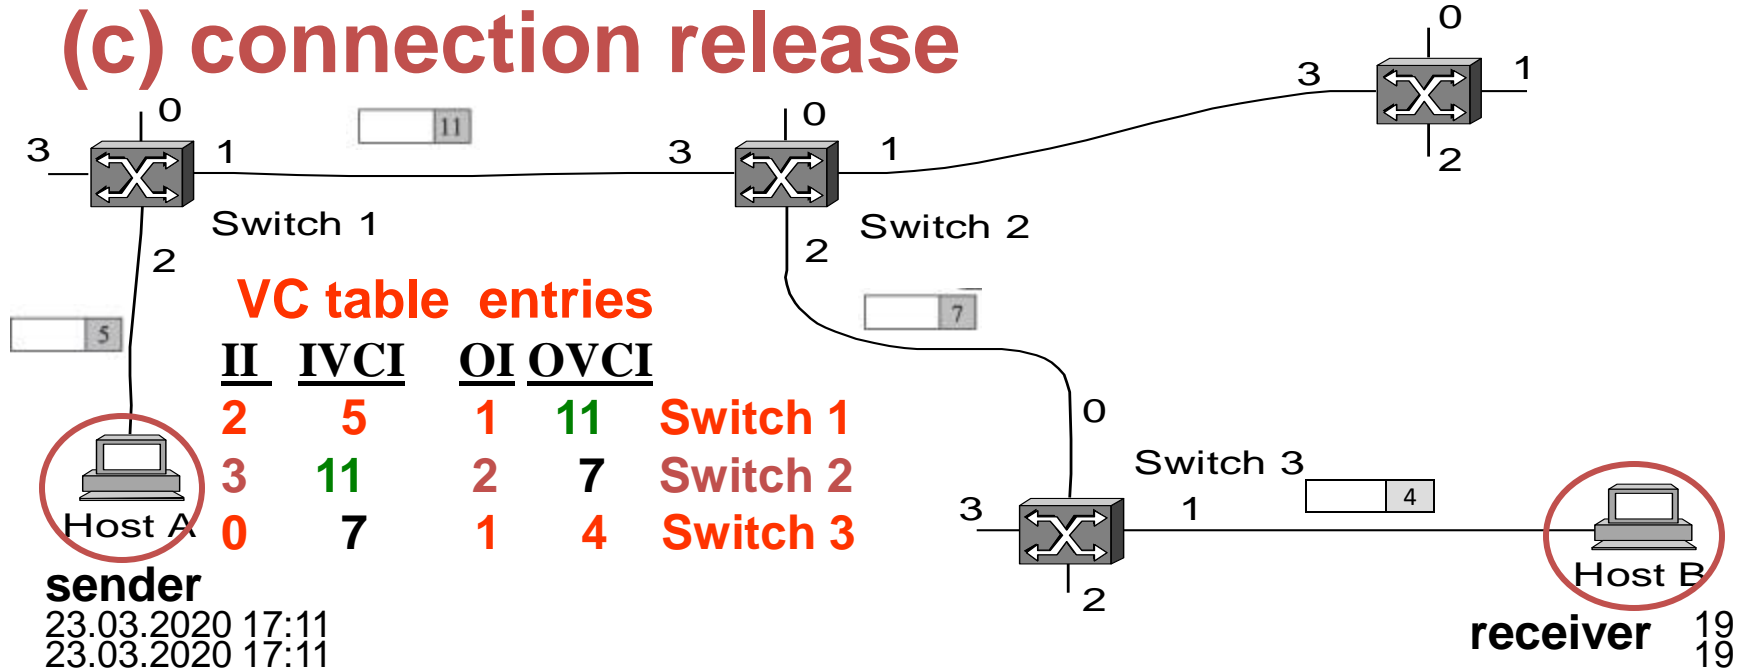 (c) connection release
0
3
1
0
11
0
3
1
3
1
2
Switch 1
Switch 2
2
2
VC table entries
5
7
II IVCI OI OVCI
2 5 1 11 Switch 1
0
3 11 2 7 Switch 2
Switch 3
4
Host A
0 7 1 4 Switch 3
3
1
Host B
sender
2
23.03.2020 17:11
23.03.2020 17:11
receiver
19
19